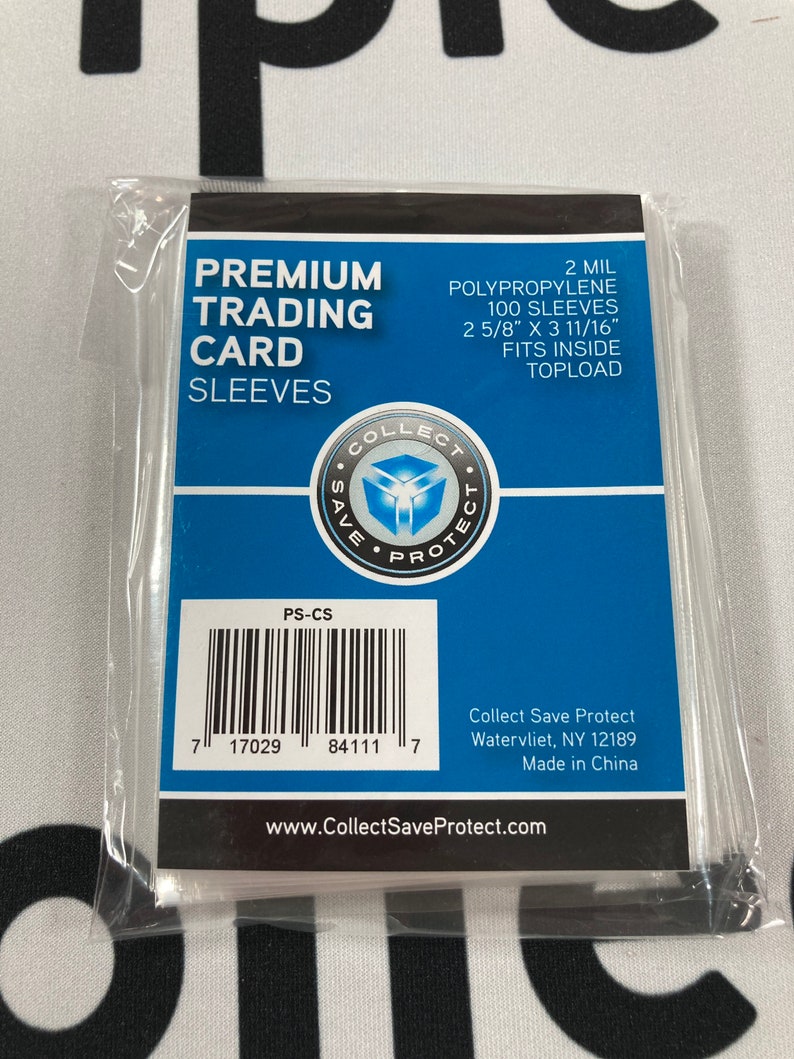 PREMIUM
TRADING
CARD
SLEEVES
2 MIL
POLYPROPYLENE
100 SLEEVES
2 5/8” X 3 11/16”
FITS INSIDE
TOPLOAD
COLLECT • SAVE • PROTECT •
PS-CS
7 17029 84111 7
Collect Save Protect
Watervliet, NY 12189
Made in China
www.CollectSaveProtect.com